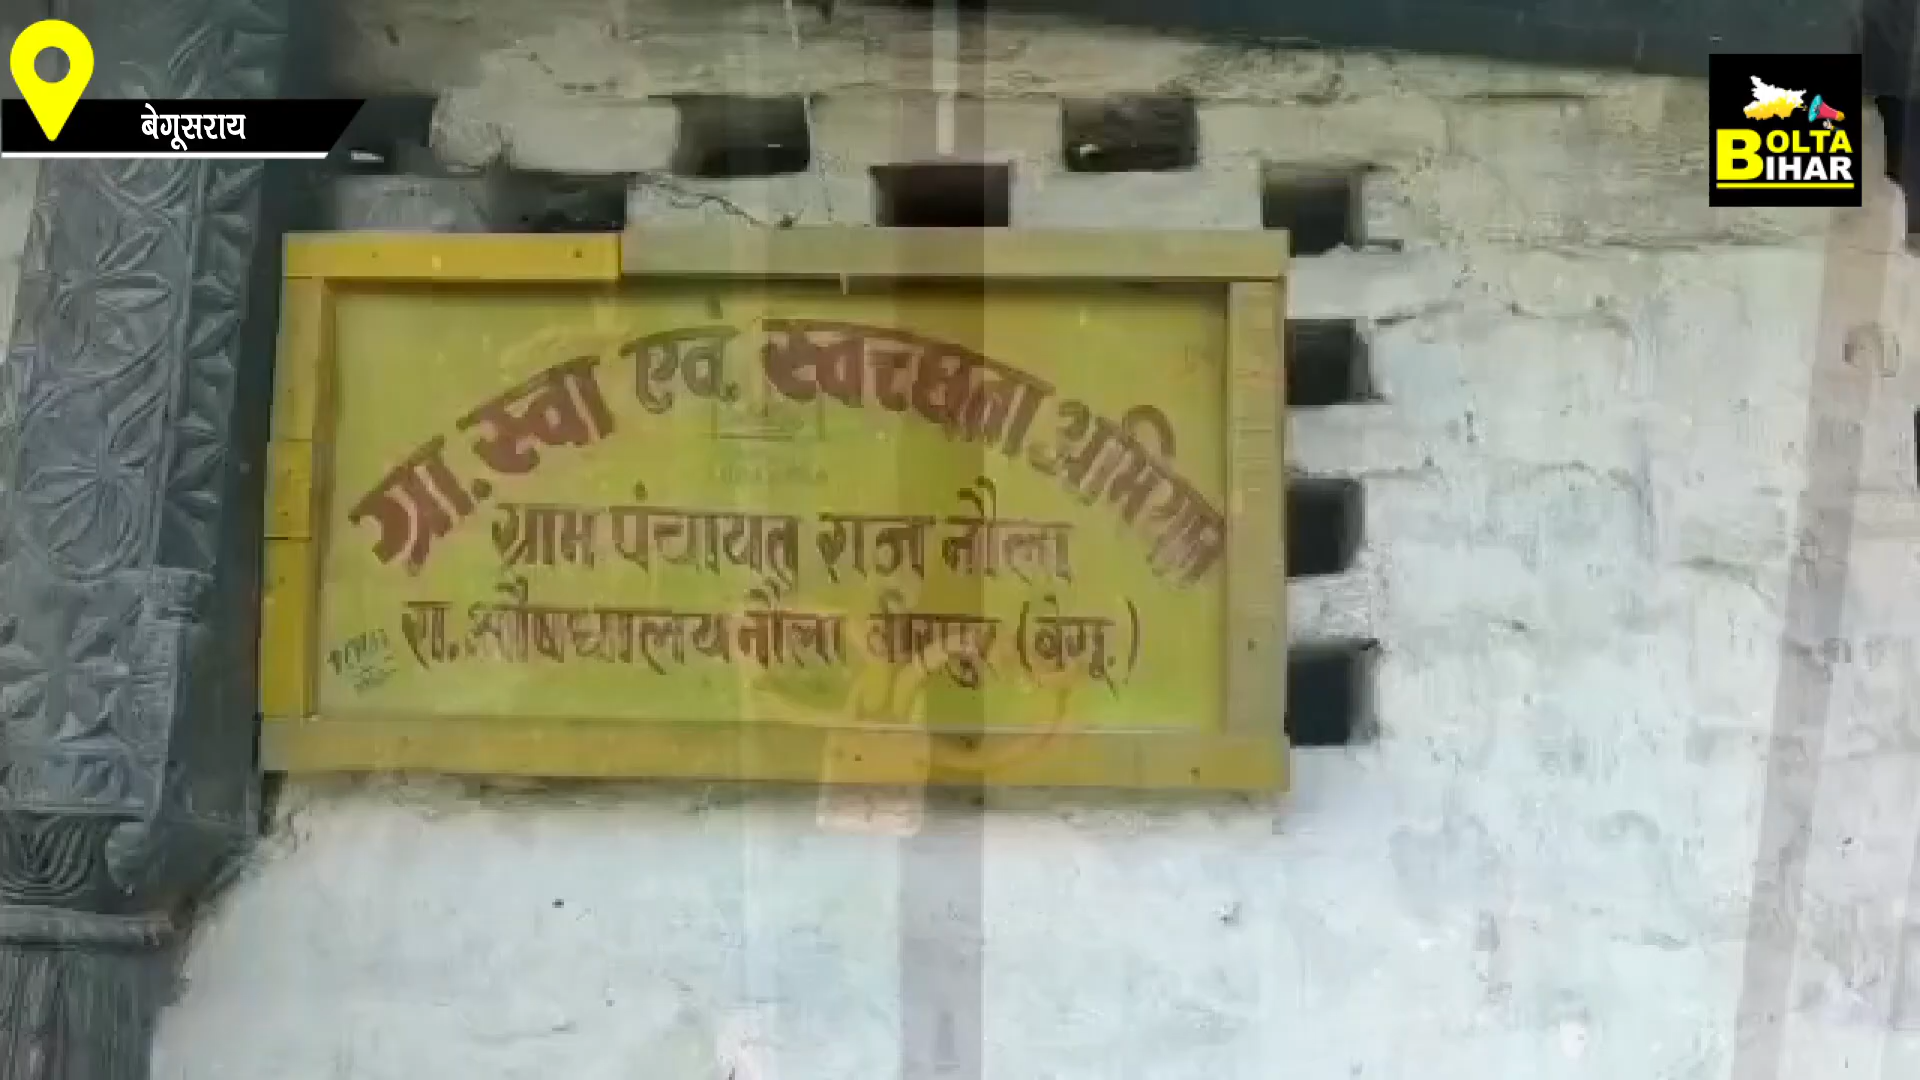 बेगूसराय
BOLTA
BIHAR
ग्रा. स्वा एवं. स्वच्छता अभियान
ग्राम पंचायत राज नौला
रा. औषधालय नौला बीरपुर (बेगू.)